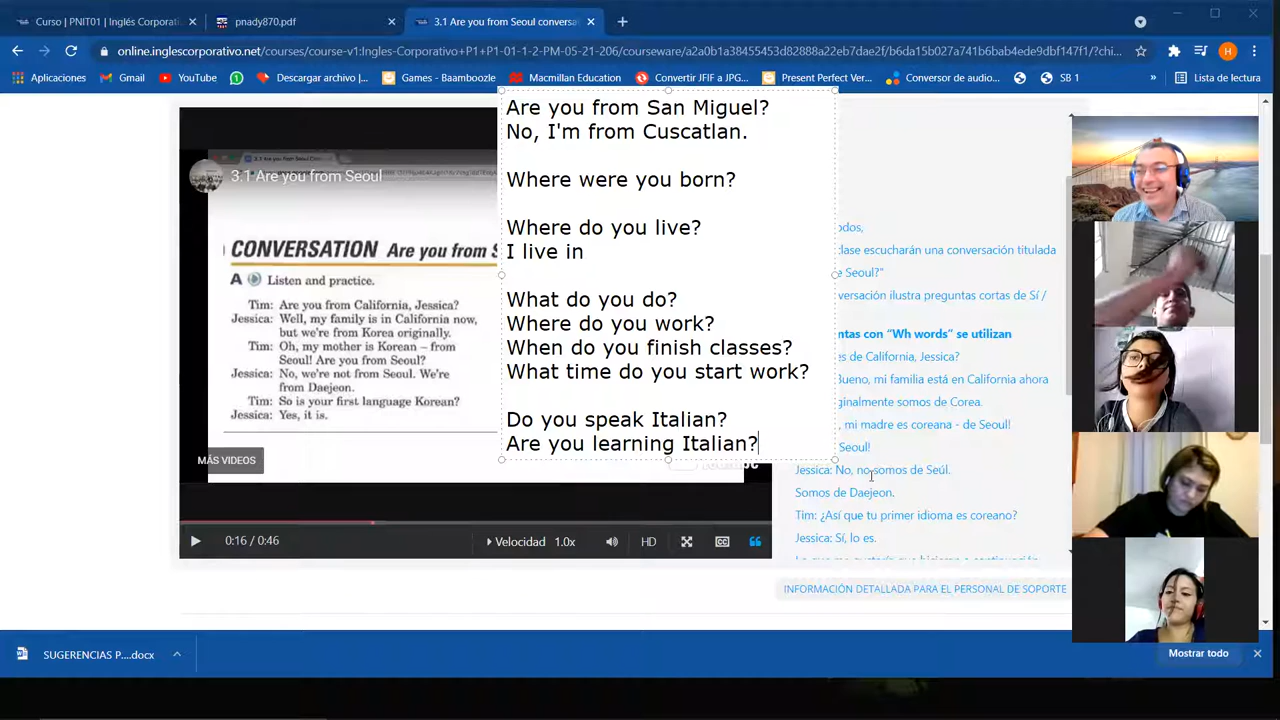 Curso | PNIT01 | Inglés Corporati
pnady870.pdf
3.1 Are you from Seoul conversa
online.inglescorporativo.net/courses/course-v1:Ingles-Corporativo+P1+P1-01-1-2-PM-05-21-206/courseware/a2a0b1a38455453d82888a22eb7dae2f/b6da15b027a741b6bab4ede9dbf147f1/?chi...
H
Aplicaciones
Gmail
YouTube
Descargar archivo |...
Games - Baamboozle
Macmillan Education
Convertir JFIF a JPG...
Present Perfect Ver...
Conversor de audio...
SB 1
»
Lista de lectura
3.1 Are you from Seoul
CONVERSATION Are you from S
A Listen and practice.
Tim: Are you from California, Jessica?
Jessica: Well, my family is in California now,
but we're from Korea originally.
Tim: Oh, my mother is Korean – from
Seoul! Are you from Seoul?
Jessica: No, we're not from Seoul. We're
from Daejeon.
Tim: So is your first language Korean?
Jessica: Yes, it is.
MÁS VIDEOS
0:16 / 0:46
Velocidad 1.0x
HD
Are you from San Miguel?
No, I'm from Cuscatlan.
Where were you born?
Where do you live?
I live in
What do you do?
Where do you work?
When do you finish classes?
What time do you start work?
Do you speak Italian?
Are you learning Italian?
odos,
clase escucharán una conversación titulada
e Seoul?"
versación ilustra preguntas cortas de Sí /
ntas con “Wh words” se utilizan
es de California, Jessica?
Bueno, mi familia está en California ahora
ginalmente somos de Corea.
, mi madre es coreana - de Seoul!
Seoul?
Jessica: No, no somos de Seúl.
Somos de Daejeon.
Tim: ¿Así que tu primer idioma es coreano?
Jessica: Sí, lo es.
INFORMACIÓN DETALLADA PARA EL PERSONAL DE SOPORTE
SUGERENCIAS P....docx
Mostrar todo